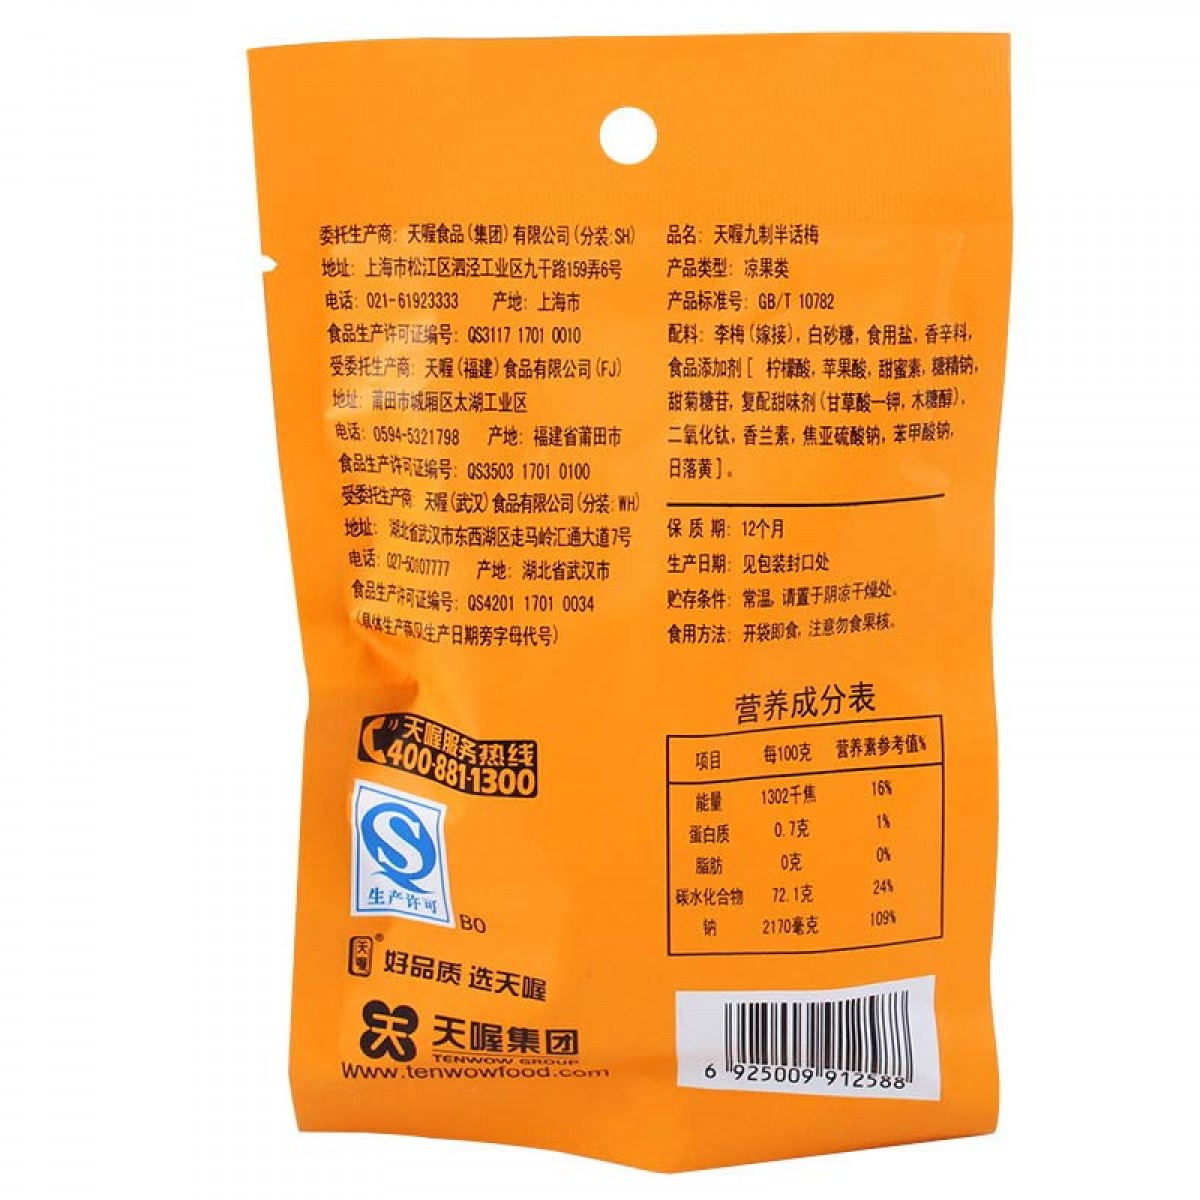 委托生产商: 天喔食品(集团)有限公司(分装:SH)
地址: 上海市松江区泗泾工业区九干路159弄6号
电话: 021-61923333 产地: 上海市
食品生产许可证编号: QS3117 1701 0010
受委托生产商: 天喔(福建)食品有限公司(FJ)
地址: 莆田市城厢区太湖工业区
电话: 0594-5321798 产地: 福建省莆田市
食品生产许可证编号: QS3503 1701 0100
受委托生产商: 天喔(武汉)食品有限公司(分装:WH)
地址: 湖北省武汉市东西湖区走马岭汇通大道7号
电话: 027-50107777 产地: 湖北省武汉市
食品生产许可证编号: QS4201 1701 0034
(具体生产商见生产日期旁字母代号)
天喔服务热线
400-881-1300
生产许可
BO
天喔® 好品质 选天喔
天喔集团
TENWOW GROUP
www.tenwowfood.com
品名: 天喔九制半话梅
产品类型: 凉果类
产品标准号: GB/T 10782
配料: 李梅(嫁接), 白砂糖, 食用盐, 香辛料,
食品添加剂[ 柠檬酸, 苹果酸, 甜蜜素, 糖精钠,
甜菊糖苷, 复配甜味剂(甘草酸一钾, 木糖醇),
二氧化钛, 香兰素, 焦亚硫酸钠, 苯甲酸钠,
日落黄]。
保质期: 12个月
生产日期: 见包装封口处
贮存条件: 常温, 请置于阴凉干燥处。
食用方法: 开袋即食, 注意勿食果核。
营养成分表
项目 每100克 营养素参考值%
能量 1302千焦 16%
蛋白质 0.7克 1%
脂肪 0克 0%
碳水化合物 72.1克 24%
钠 2170毫克 109%
6 925009 912588